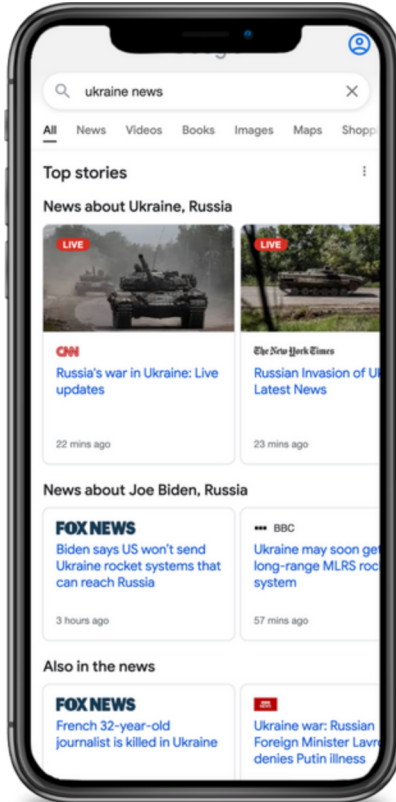 ukraine news
All News Videos Books Images Maps Shopp
Top stories
News about Ukraine, Russia
LIVE
LIVE
CNN
The New York Times
Russia's war in Ukraine: Live
updates
Russian Invasion of U
Latest News
22 mins ago
23 mins ago
News about Joe Biden, Russia
FOX NEWS
BBC
Biden says US won't send
Ukraine rocket systems that
can reach Russia
Ukraine may soon get
long-range MLRS roc
system
3 hours ago
57 mins ago
Also in the news
FOX NEWS
French 32-year-old
journalist is killed in Ukraine
Ukraine war: Russian
Foreign Minister Lavr
denies Putin illness